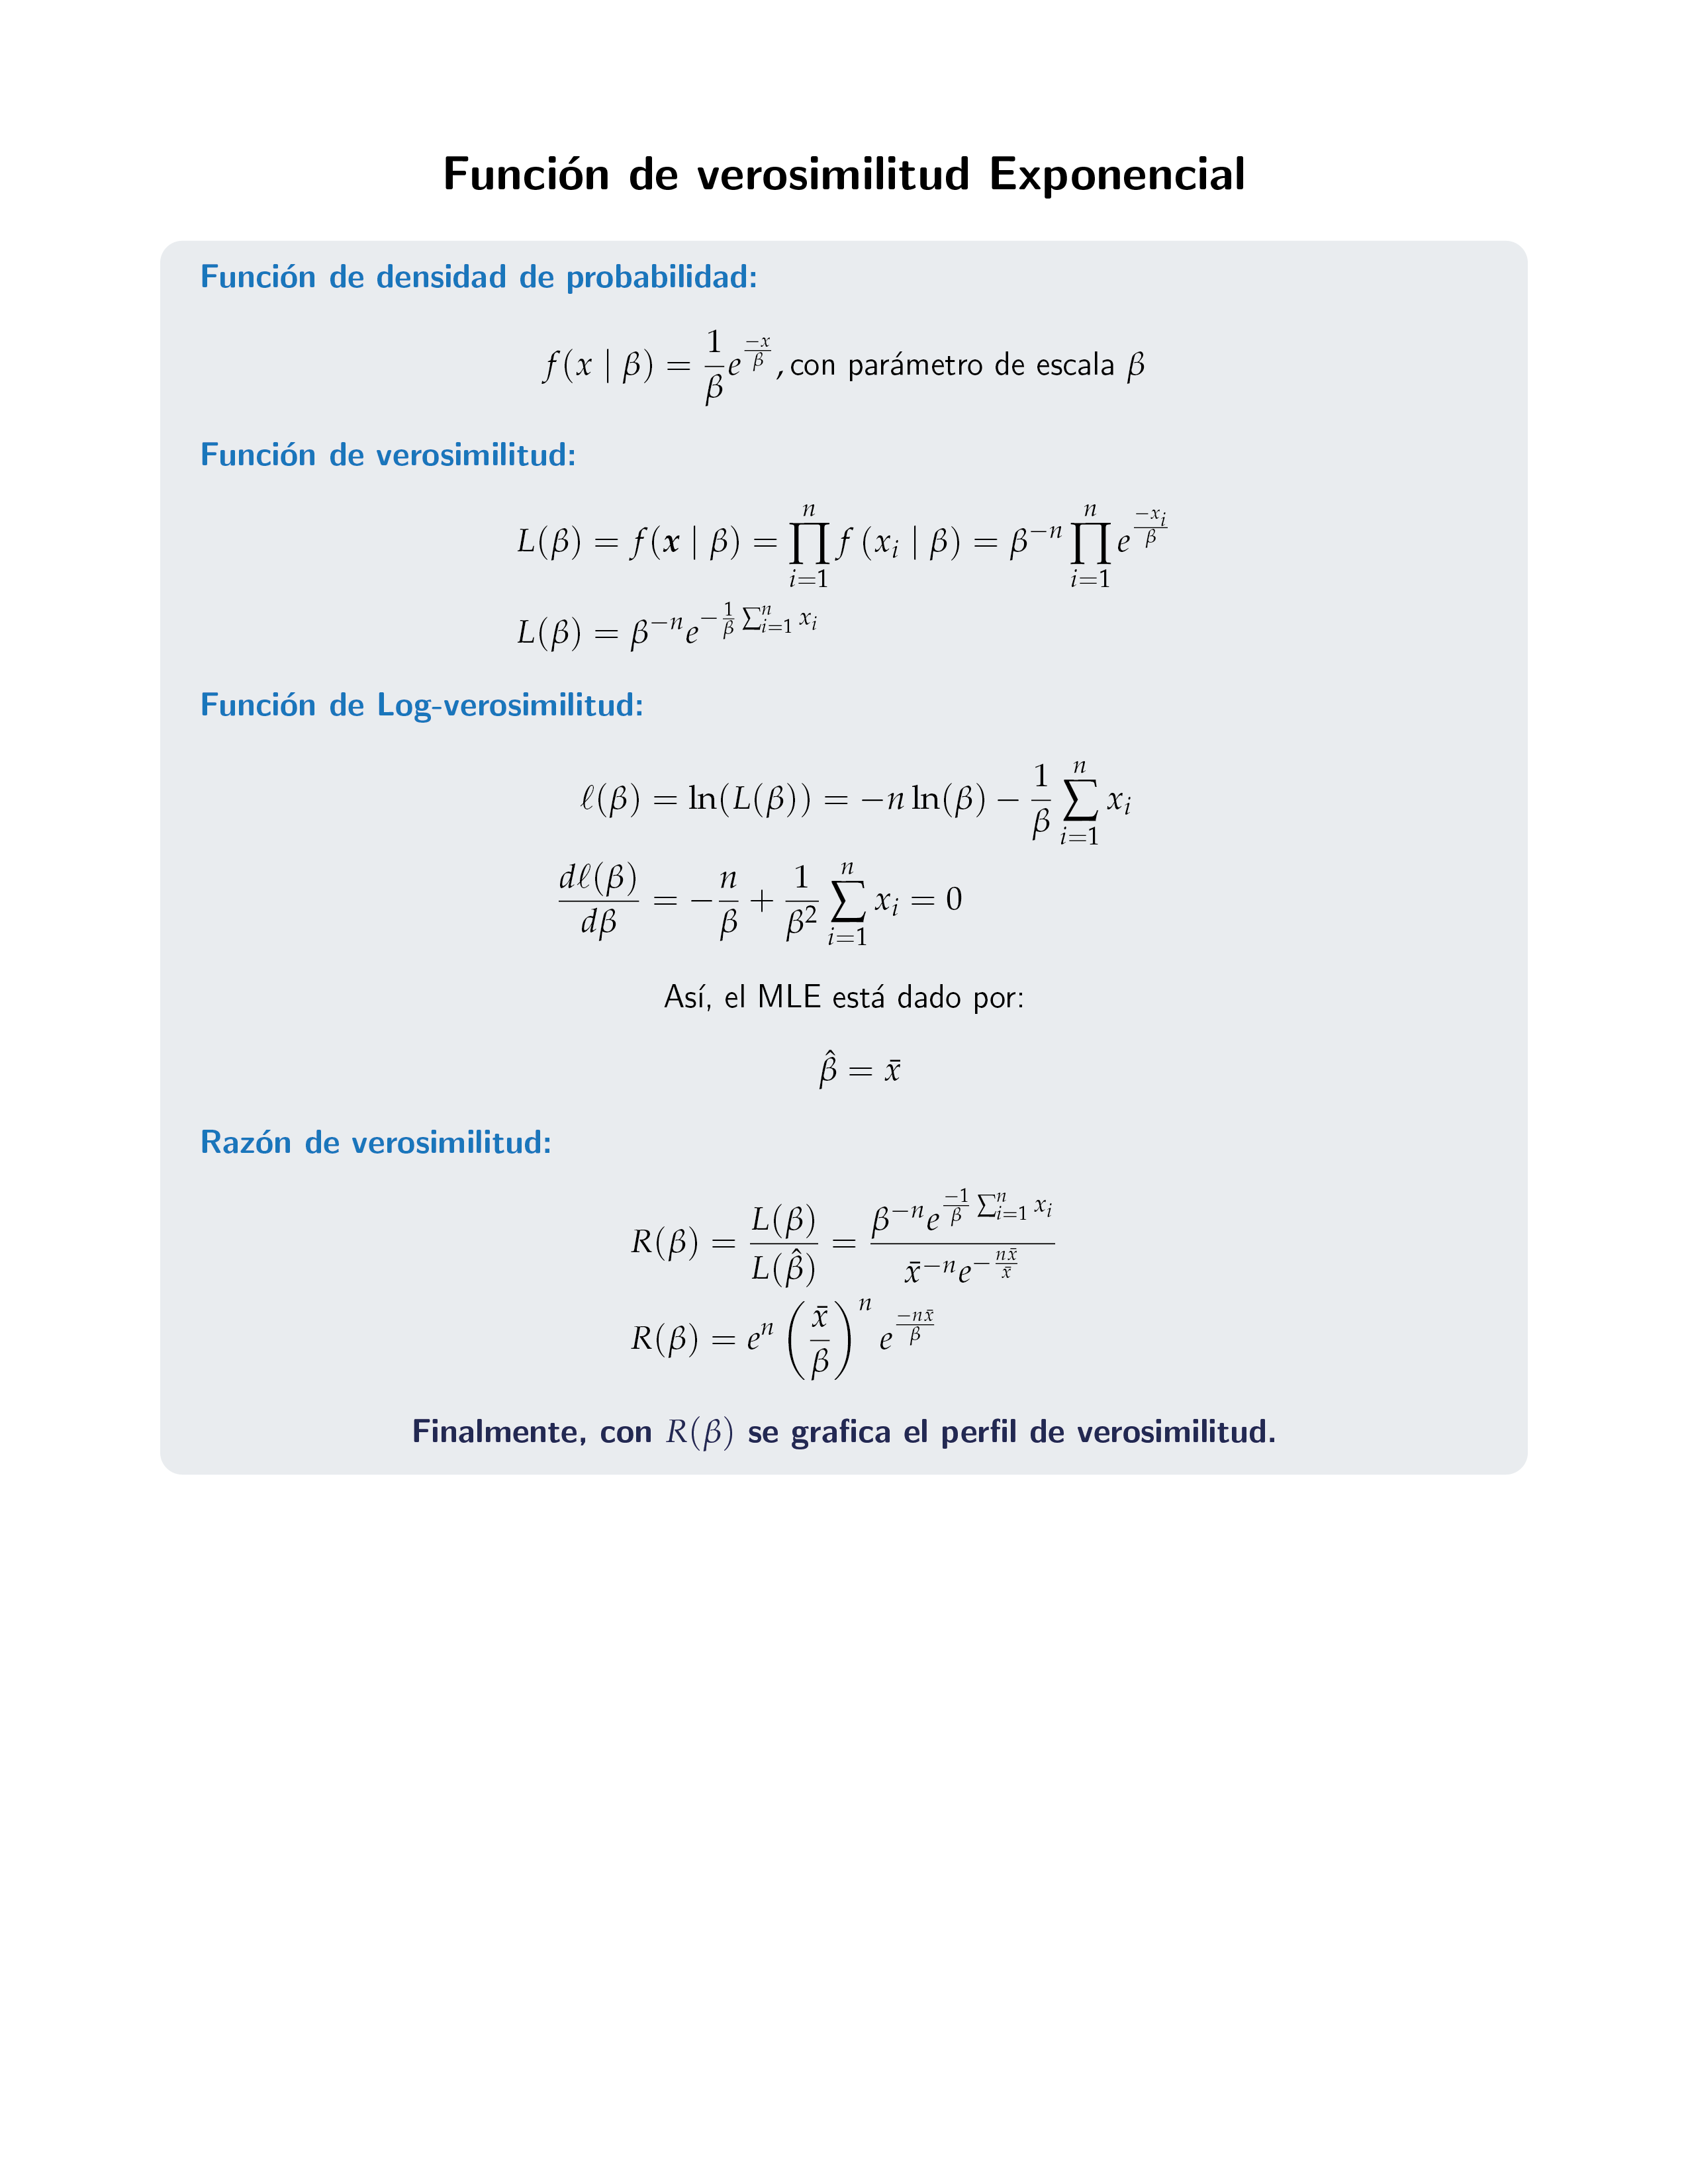 Función de verosimilitud Exponencial
Función de densidad de probabilidad:
$f(x \mid \beta) = \frac{1}{\beta} e^{\frac{-x}{\beta}}$, con parámetro de escala $\beta$
Función de verosimilitud:
$L(\beta) = f(\boldsymbol{x} \mid \beta) = \prod_{i=1}^{n} f(x_i \mid \beta) = \beta^{-n} \prod_{i=1}^{n} e^{\frac{-x_i}{\beta}}$
$L(\beta) = \beta^{-n} e^{-\frac{1}{\beta} \sum_{i=1}^{n} x_i}$
Función de Log-verosimilitud:
$\ell(\beta) = \ln(L(\beta)) = -n \ln(\beta) - \frac{1}{\beta} \sum_{i=1}^{n} x_i$
$\frac{d\ell(\beta)}{d\beta} = -\frac{n}{\beta} + \frac{1}{\beta^2} \sum_{i=1}^{n} x_i = 0$
Así, el MLE está dado por:
$\hat{\beta} = \bar{x}$
Razón de verosimilitud:
$R(\beta) = \frac{L(\beta)}{L(\hat{\beta})} = \frac{\beta^{-n} e^{\frac{-1}{\beta} \sum_{i=1}^{n} x_i}}{\bar{x}^{-n} e^{-\frac{n\bar{x}}{\bar{x}}}}$
$R(\beta) = e^n \left( \frac{\bar{x}}{\beta} \right)^n e^{\frac{-n\bar{x}}{\beta}}$
Finalmente, con $R(\beta)$ se grafica el perfil de verosimilitud.